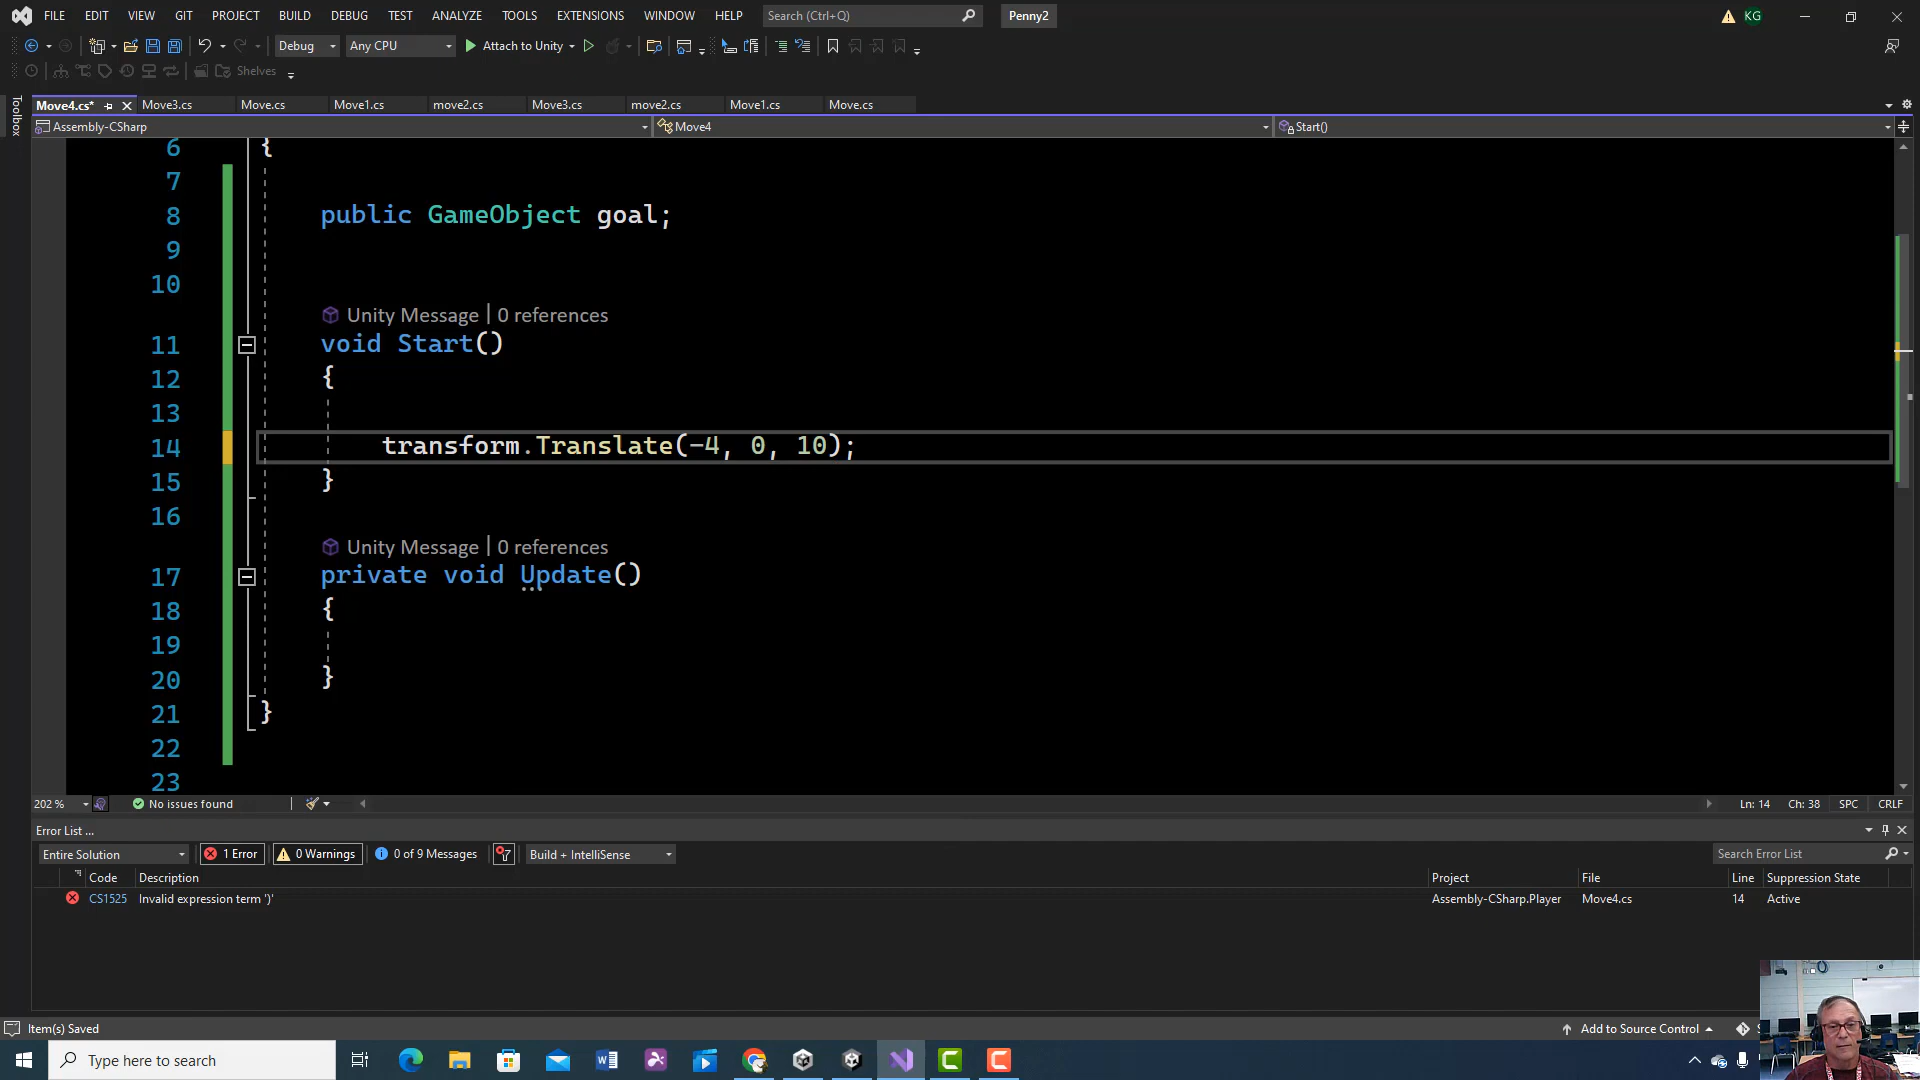 FILE EDIT VIEW GIT PROJECT BUILD DEBUG TEST ANALYZE TOOLS EXTENSIONS WINDOW HELP Search (Ctrl+Q) Penny2 KG
Debug Any CPU Attach to Unity
Shelves
Toolbox
Move4.cs* Move3.cs Move.cs Move1.cs move2.cs Move3.cs move2.cs Move1.cs Move.cs
Assembly-CSharp Move4 Start()
6 {
7
8 public GameObject goal;
9
10
Unity Message | 0 references
11 void Start()
12 {
13
14 transform.Translate(-4, 0, 10);
15 }
16
Unity Message | 0 references
17 private void Update()
18 {
19
20 }
21 }
22
23
202 % No issues found Ln: 14 Ch: 38 SPC CRLF
Error List ...
Entire Solution 1 Error 0 Warnings 0 of 9 Messages Build + IntelliSense Search Error List
Code Description Project File Line Suppression State
CS1525 Invalid expression term ')' Assembly-CSharp.Player Move4.cs 14 Active
Item(s) Saved Add to Source Control
Type here to search